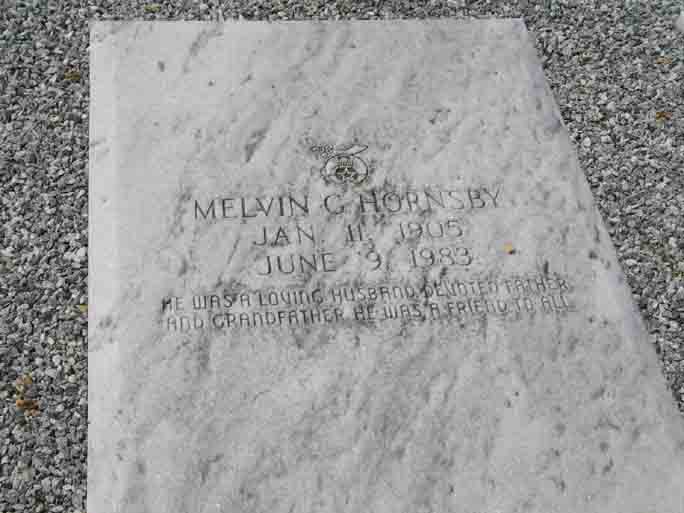 MELVIN G HORNSBY
JAN. 11, 1905
JUNE 9, 1983
HE WAS A LOVING HUSBAND, DEVOTED FATHER
AND GRANDFATHER. HE WAS A FRIEND TO ALL.